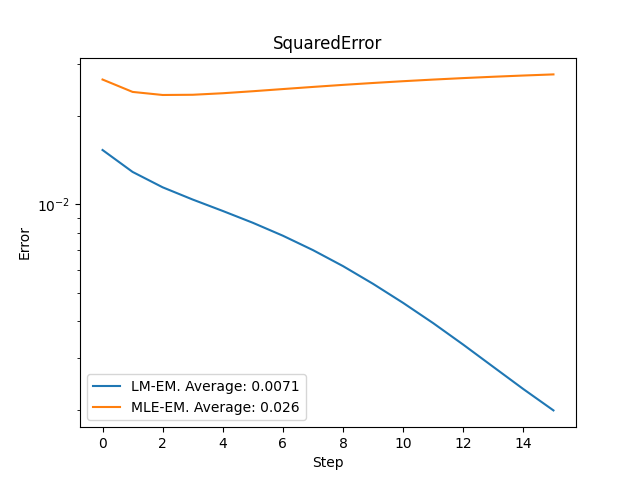 SquaredError
10⁻²
Error
LM-EM. Average: 0.0071
MLE-EM. Average: 0.026
0 2 4 6 8 10 12 14
Step